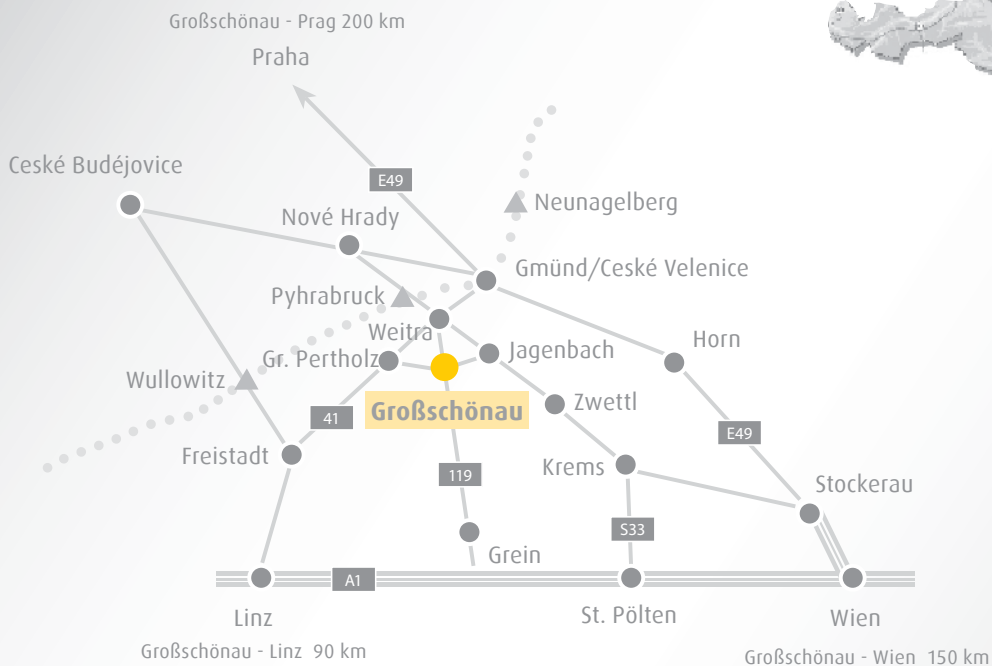 Großschönau - Prag 200 km
Praha
Ceské Budéjovice
E49
Nové Hrady
Neunagelberg
Gmünd/Ceské Velenice
Pyhrabruck
Weitra
Gr. Pertholz
Jagenbach
Horn
Wullowitz
Großschönau
Zwettl
41
E49
Freistadt
119
Krems
Stockerau
S33
Grein
A1
Linz
St. Pölten
Wien
Großschönau - Linz 90 km
Großschönau - Wien 150 km